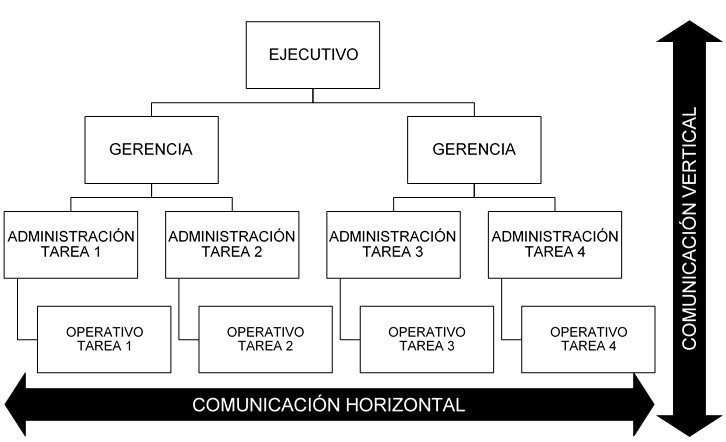 EJECUTIVO
GERENCIA
GERENCIA
ADMINISTRACIÓN
TAREA 1
ADMINISTRACIÓN
TAREA 2
ADMINISTRACIÓN
TAREA 3
ADMINISTRACIÓN
TAREA 4
OPERATIVO
TAREA 1
OPERATIVO
TAREA 2
OPERATIVO
TAREA 3
OPERATIVO
TAREA 4
COMUNICACIÓN HORIZONTAL
COMUNICACIÓN VERTICAL